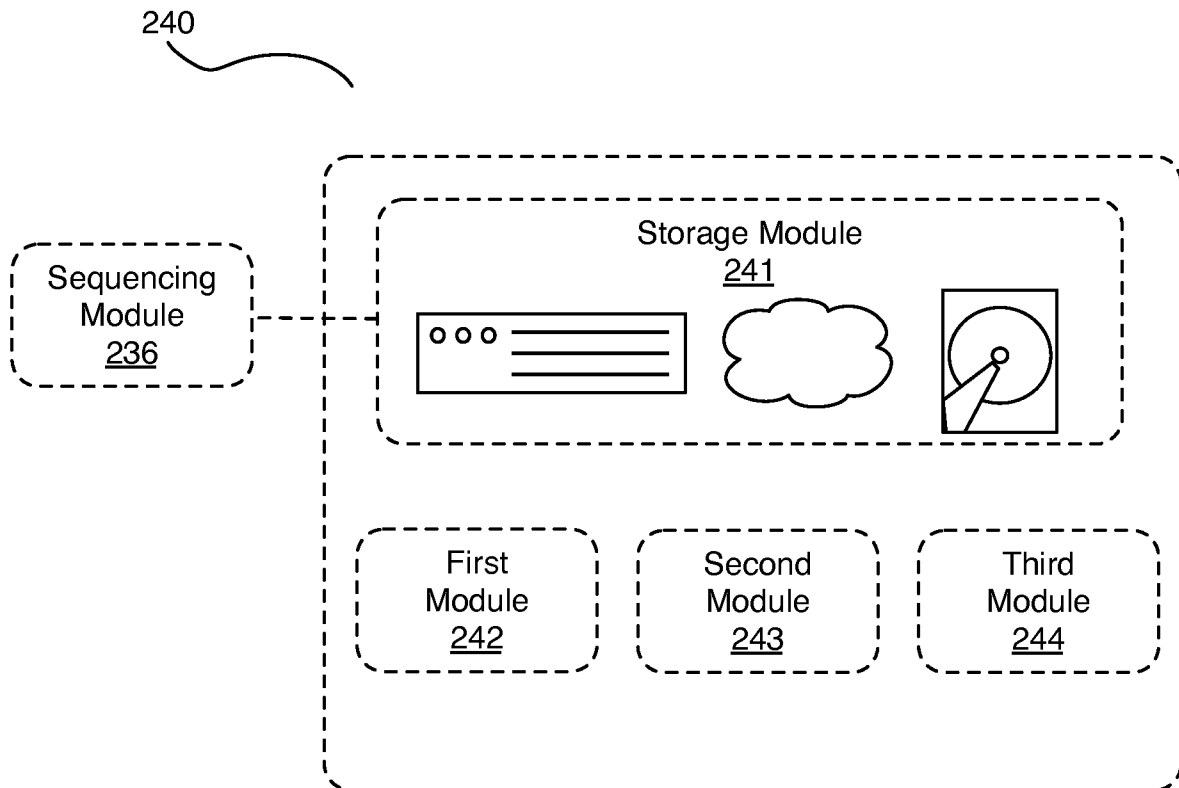 240
Storage Module
241
Sequencing
Module
236
First
Module
242
Second
Module
243
Third
Module
244